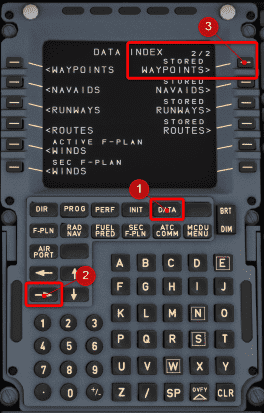 3
DATA INDEX 2/2
STORED
<WAYPOINTS WAYPOINTS>
STORED
<NAVAIDS NAVAIDS>
STORED
<RUNWAYS RUNWAYS>
STORED
<ROUTES ROUTES>
ACTIVE F-PLAN
<WINDS
SEC F-PLAN
<WINDS
1
DIR PROG PERF INIT DATA BRT
F-PLN RAD NAV FUEL PRED SEC F-PLN ATC COMM MCDU MENU DIM
AIR PORT
← ↑
2
→ ↓
A B C D E
F G H I J
K L M N O
P Q R S T
U V W X Y
Z / SP OVFY CLR
1 2 3
4 5 6
7 8 9
. 0 +/-